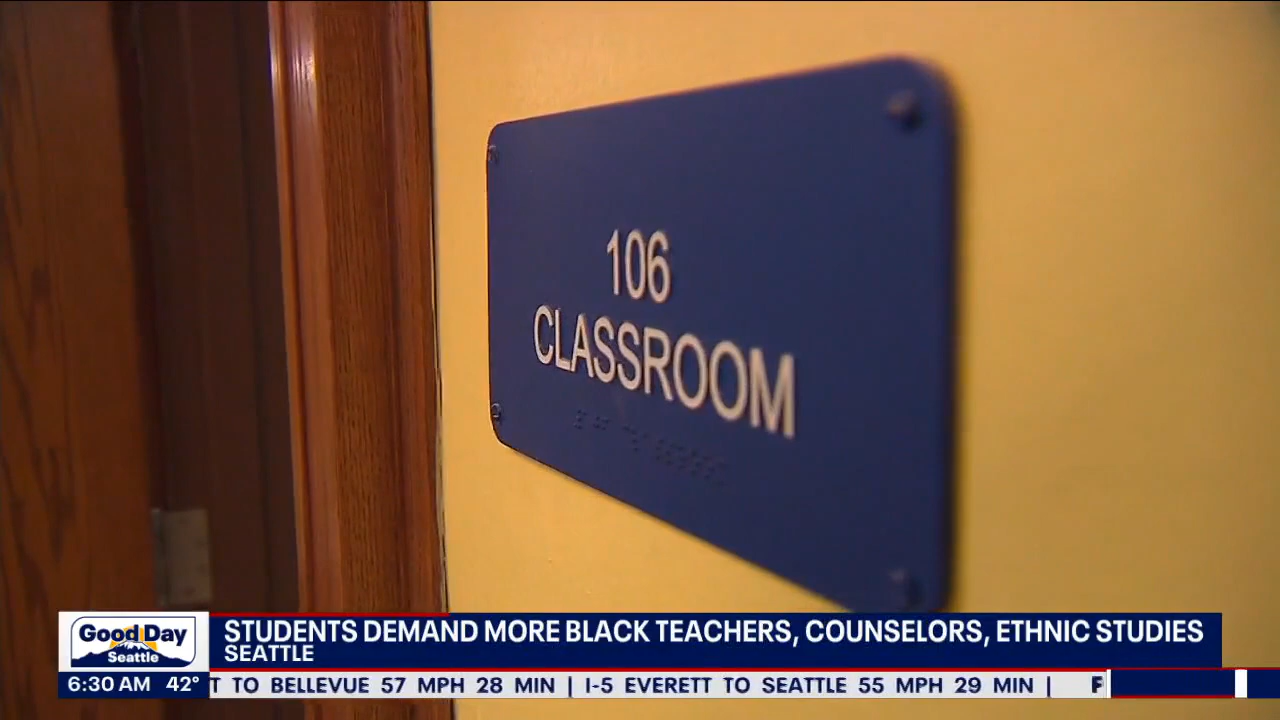 106
CLASSROOM
Good Day
Seattle
STUDENTS DEMAND MORE BLACK TEACHERS, COUNSELORS, ETHNIC STUDIES
SEATTLE
6:30 AM 42° T TO BELLEVUE 57 MPH 28 MIN | I-5 EVERETT TO SEATTLE 55 MPH 29 MIN |